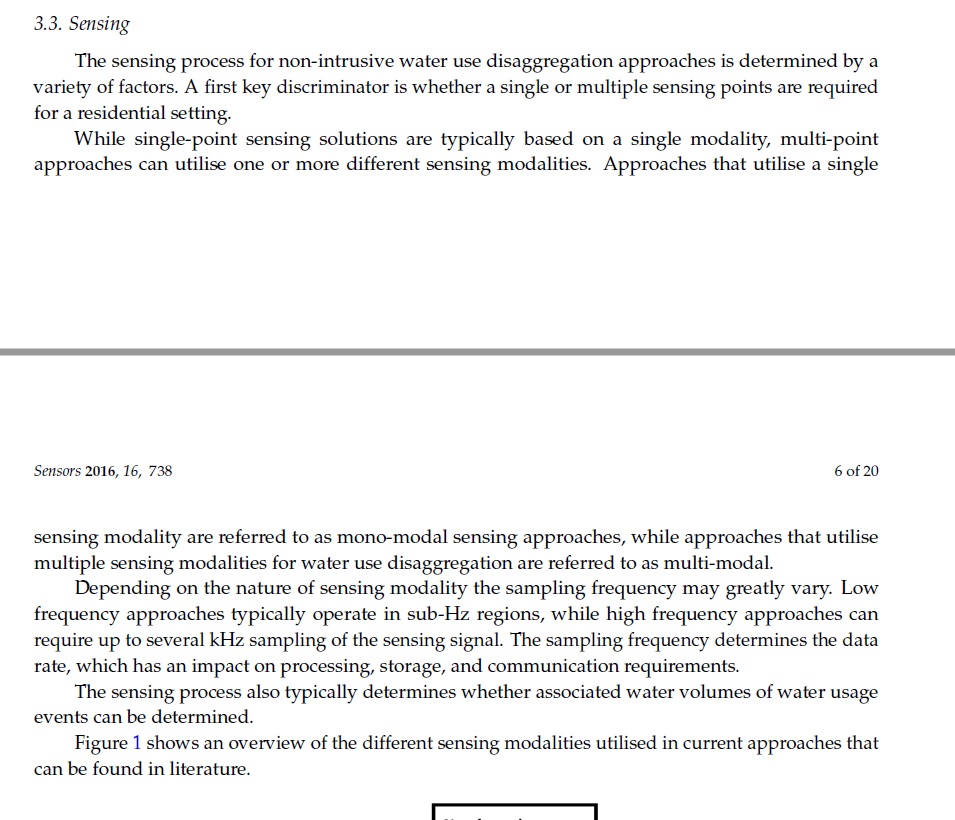 3.3. Sensing
The sensing process for non-intrusive water use disaggregation approaches is determined by a
variety of factors. A first key discriminator is whether a single or multiple sensing points are required
for a residential setting.
While single-point sensing solutions are typically based on a single modality, multi-point
approaches can utilise one or more different sensing modalities. Approaches that utilise a single
Sensors 2016, 16, 738 6 of 20
sensing modality are referred to as mono-modal sensing approaches, while approaches that utilise
multiple sensing modalities for water use disaggregation are referred to as multi-modal.
Depending on the nature of sensing modality the sampling frequency may greatly vary. Low
frequency approaches typically operate in sub-Hz regions, while high frequency approaches can
require up to several kHz sampling of the sensing signal. The sampling frequency determines the data
rate, which has an impact on processing, storage, and communication requirements.
The sensing process also typically determines whether associated water volumes of water usage
events can be determined.
Figure 1 shows an overview of the different sensing modalities utilised in current approaches that
can be found in literature.